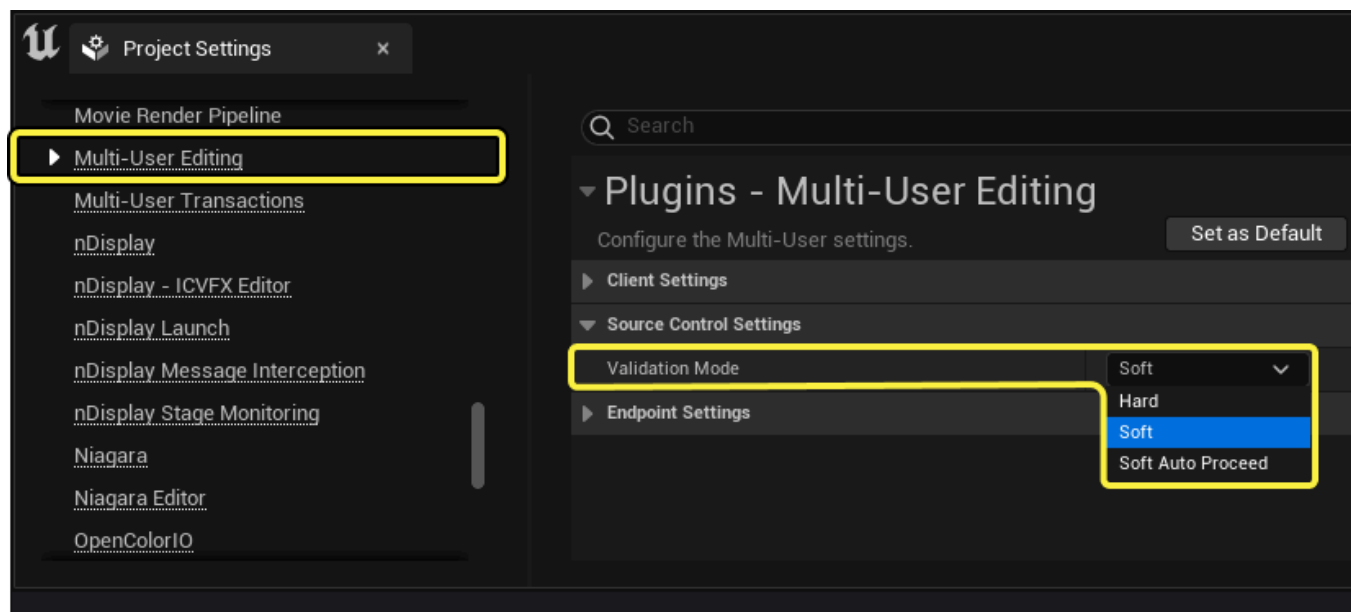 Project Settings
Movie Render Pipeline
Multi-User Editing
Multi-User Transactions
nDisplay
nDisplay - ICVFX Editor
nDisplay Launch
nDisplay Message Interception
nDisplay Stage Monitoring
Niagara
Niagara Editor
OpenColorIO
Search
Plugins - Multi-User Editing
Configure the Multi-User settings.
Set as Default
Client Settings
Source Control Settings
Validation Mode
Soft
Hard
Soft
Soft Auto Proceed
Endpoint Settings